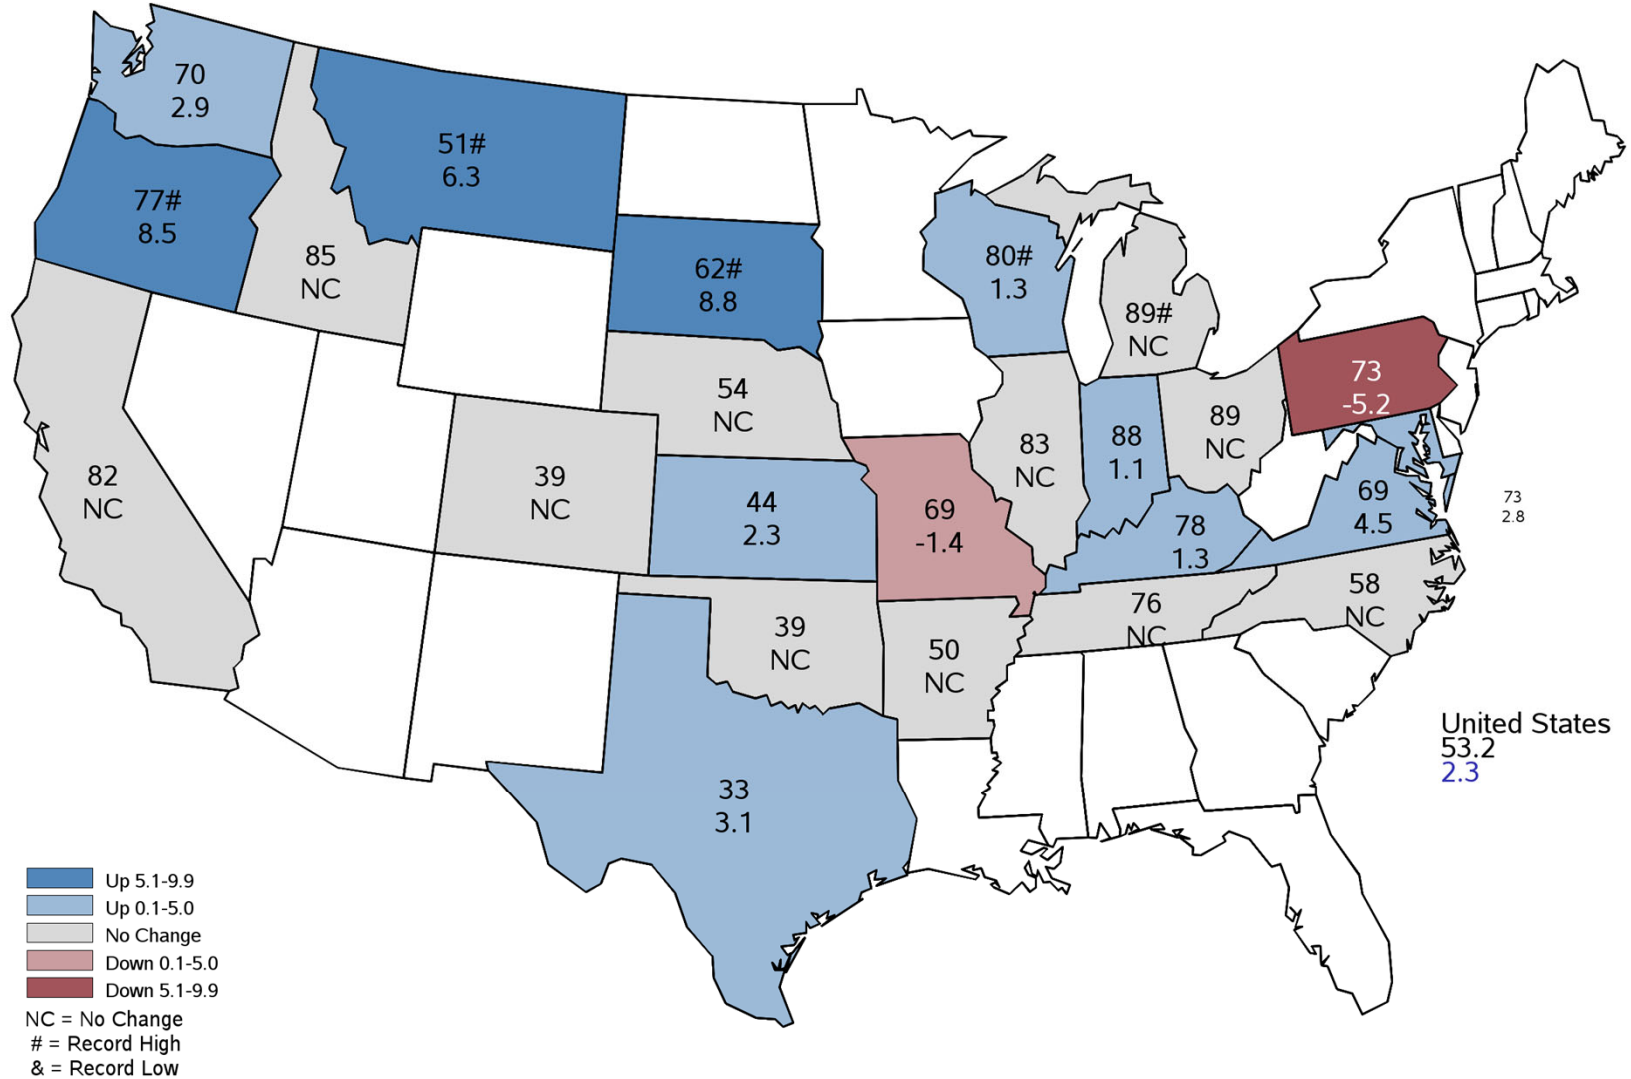 70
2.9
51#
6.3
77#
8.5
85
NC
62#
8.8
80#
1.3
89#
NC
54
NC
73
-5.2
82
NC
39
NC
44
2.3
69
-1.4
83
NC
88
1.1
89
NC
69
4.5
73
2.8
78
1.3
58
NC
76
NC
39
NC
50
NC
33
3.1
United States
53.2
2.3
Up 5.1-9.9
Up 0.1-5.0
No Change
Down 0.1-5.0
Down 5.1-9.9
NC = No Change
# = Record High
& = Record Low